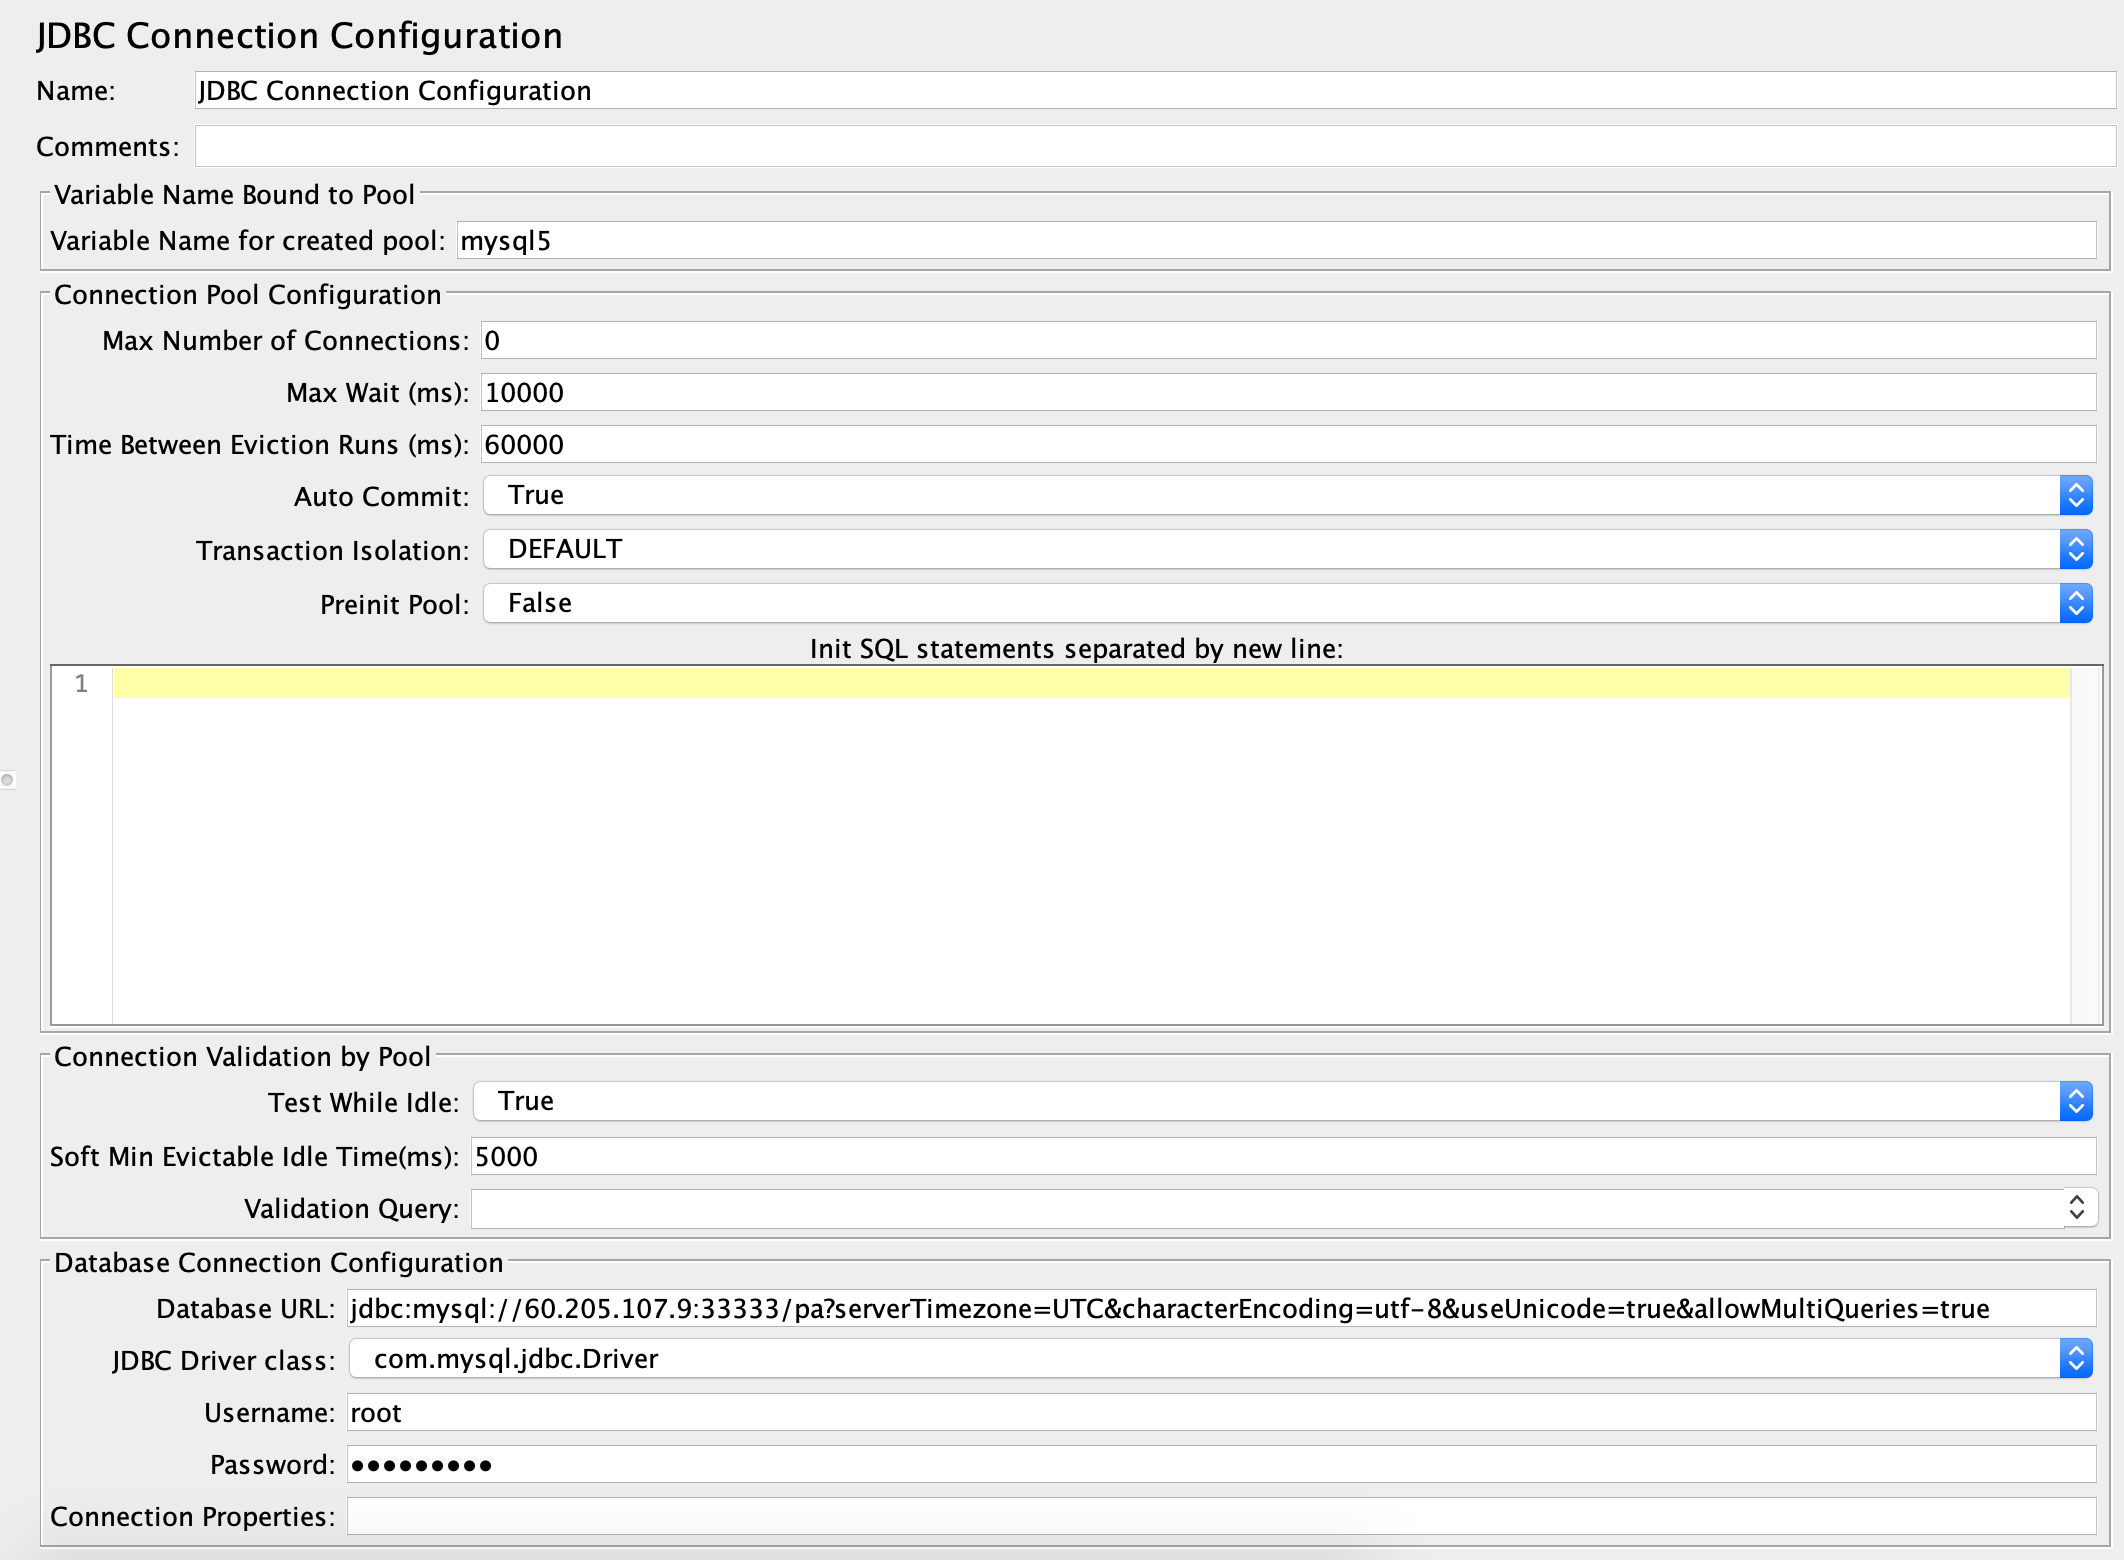 JDBC Connection Configuration
Name: JDBC Connection Configuration
Comments:
Variable Name Bound to Pool
Variable Name for created pool: mysql5
Connection Pool Configuration
Max Number of Connections: 0
Max Wait (ms): 10000
Time Between Eviction Runs (ms): 60000
Auto Commit: True
Transaction Isolation: DEFAULT
Preinit Pool: False
Init SQL statements separated by new line:
1
Connection Validation by Pool
Test While Idle: True
Soft Min Evictable Idle Time(ms): 5000
Validation Query:
Database Connection Configuration
Database URL: jdbc:mysql://60.205.107.9:33333/pa?serverTimezone=UTC&characterEncoding=utf-8&useUnicode=true&allowMultiQueries=true
JDBC Driver class: com.mysql.jdbc.Driver
Username: root
Password: •••••••••
Connection Properties: